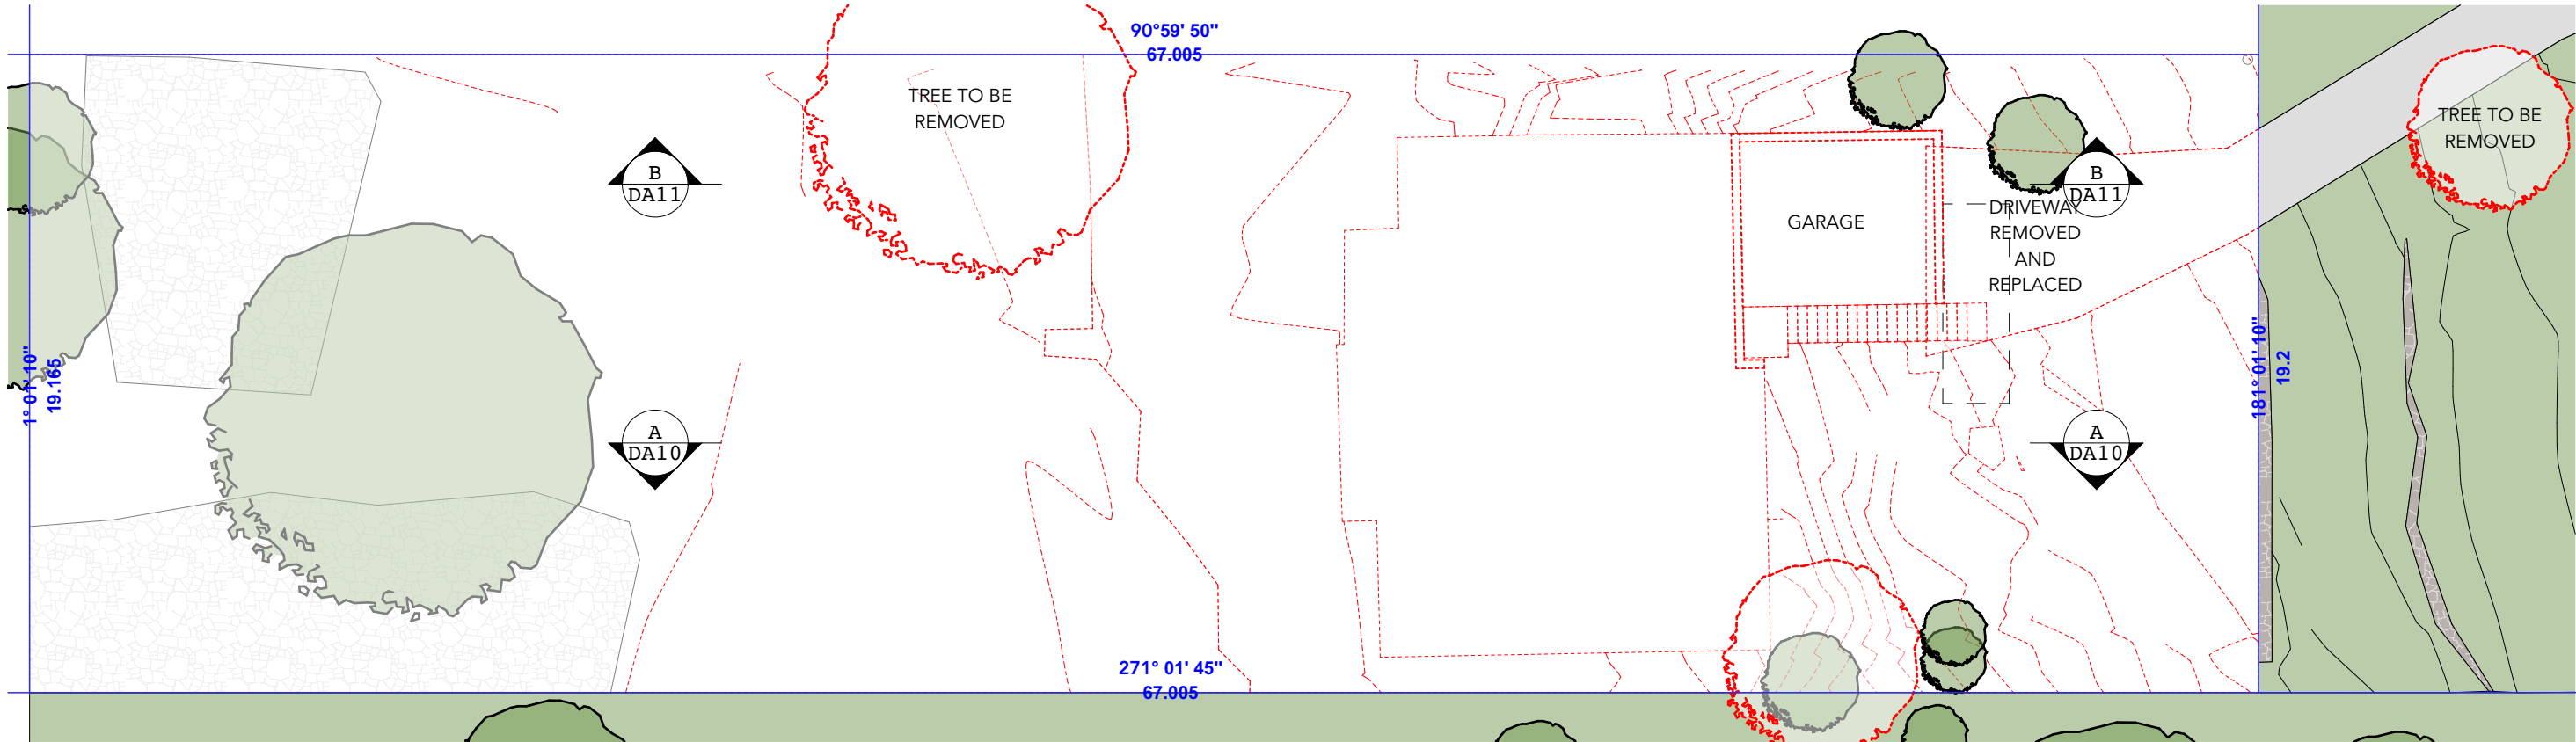 90°59' 50"
67.005
TREE TO BE
REMOVED
TREE TO BE
REMOVED
B
DA11
B
DA11
GARAGE
DRIVEWAY
REMOVED
AND
REPLACED
1° 01' 10"
19.165
181° 01' 10"
19.2
A
DA10
A
DA10
271° 01' 45"
67.005